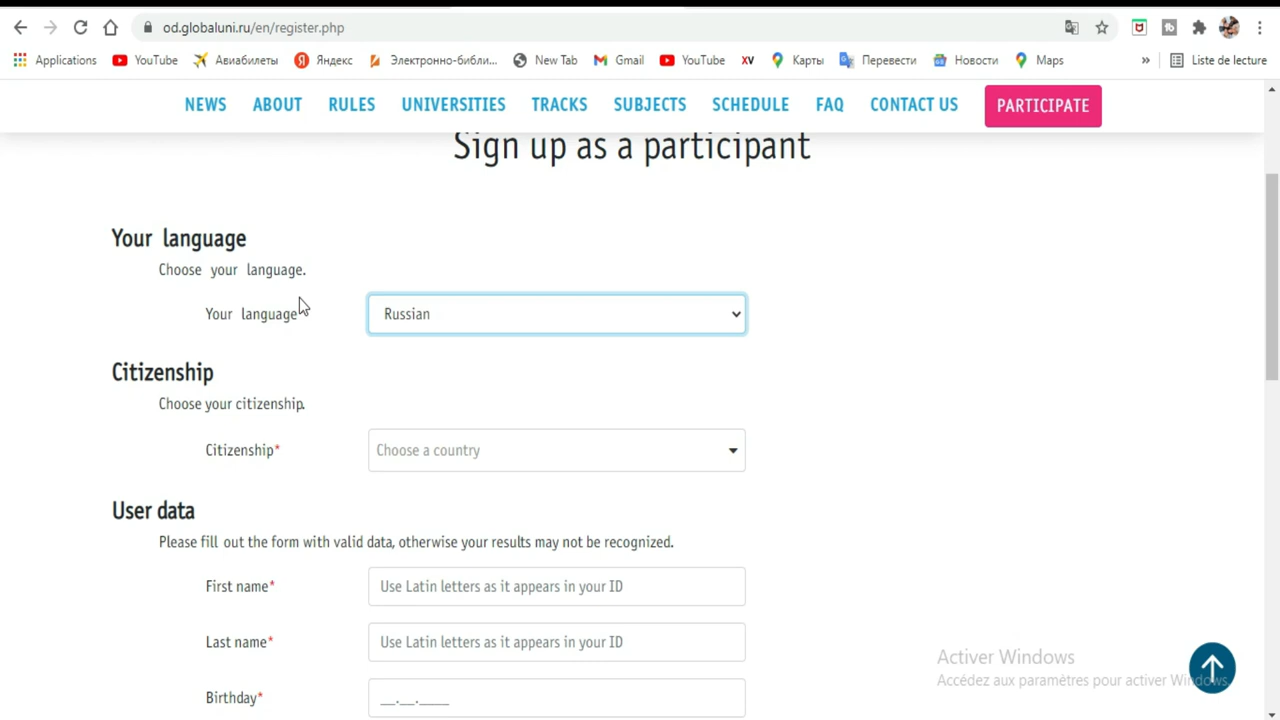 od.globaluni.ru/en/register.php
Applications YouTube Авиабилеты Яндекс Электронно-библи... New Tab Gmail YouTube XV Карты Перевести Новости Maps » Liste de lecture
NEWS ABOUT RULES UNIVERSITIES TRACKS SUBJECTS SCHEDULE FAQ CONTACT US PARTICIPATE
Sign up as a participant
Your language
Choose your language.
Your language Russian
Citizenship
Choose your citizenship.
Citizenship* Choose a country
User data
Please fill out the form with valid data, otherwise your results may not be recognized.
First name* Use Latin letters as it appears in your ID
Last name* Use Latin letters as it appears in your ID
Birthday* __.__.____
Activer Windows
Accédez aux paramètres pour activer Windows.